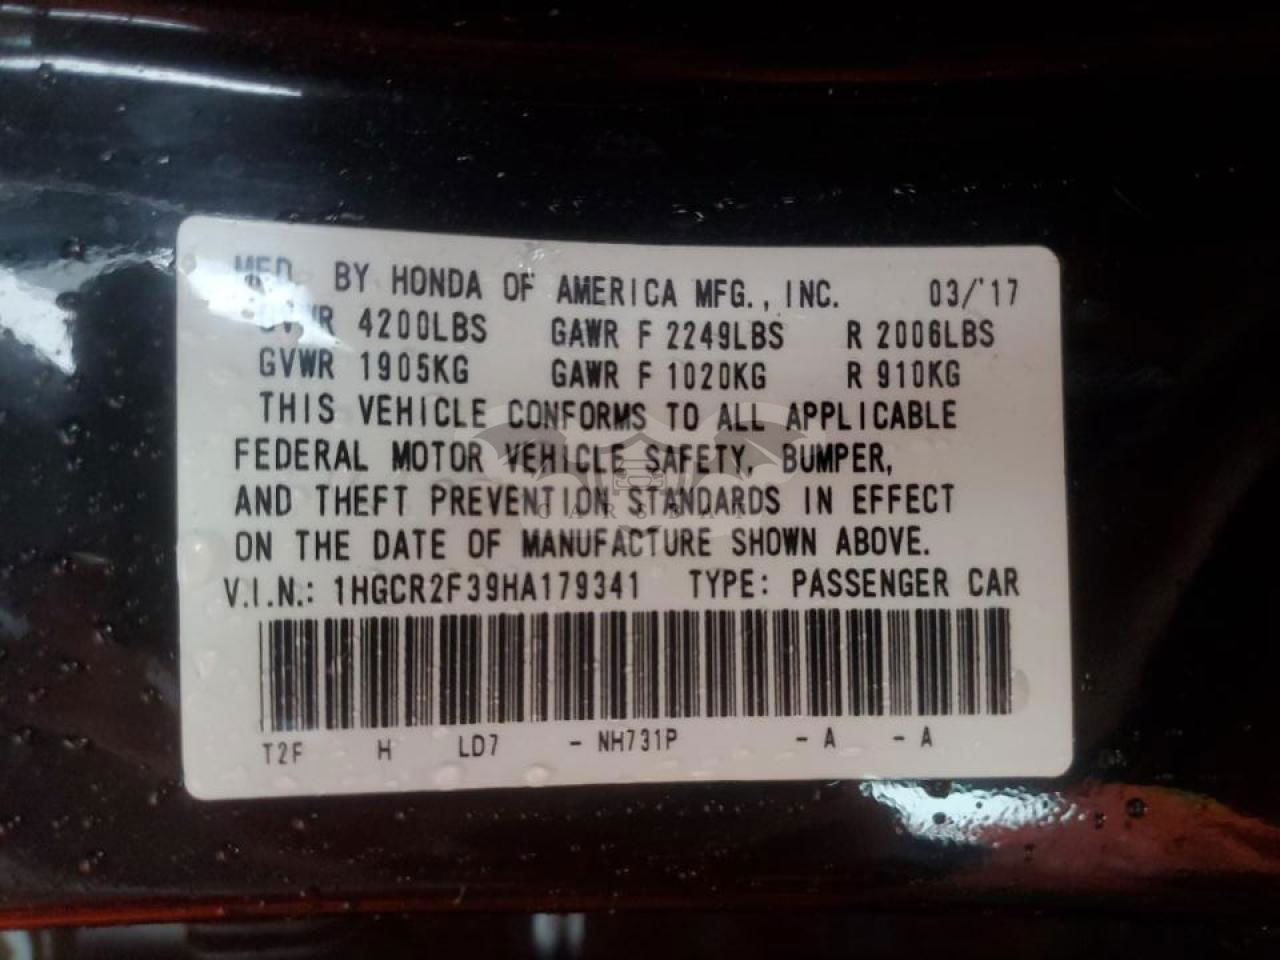 MFD. BY HONDA OF AMERICA MFG., INC. 03/'17
GVWR 4200LBS GAWR F 2249LBS R 2006LBS
GVWR 1905KG GAWR F 1020KG R 910KG
THIS VEHICLE CONFORMS TO ALL APPLICABLE
FEDERAL MOTOR VEHICLE SAFETY, BUMPER,
AND THEFT PREVENTION STANDARDS IN EFFECT
ON THE DATE OF MANUFACTURE SHOWN ABOVE.
V.I.N.: 1HGCR2F39HA179341 TYPE: PASSENGER CAR
T2F H LD7 - NH731P - A - A
CARSBAT